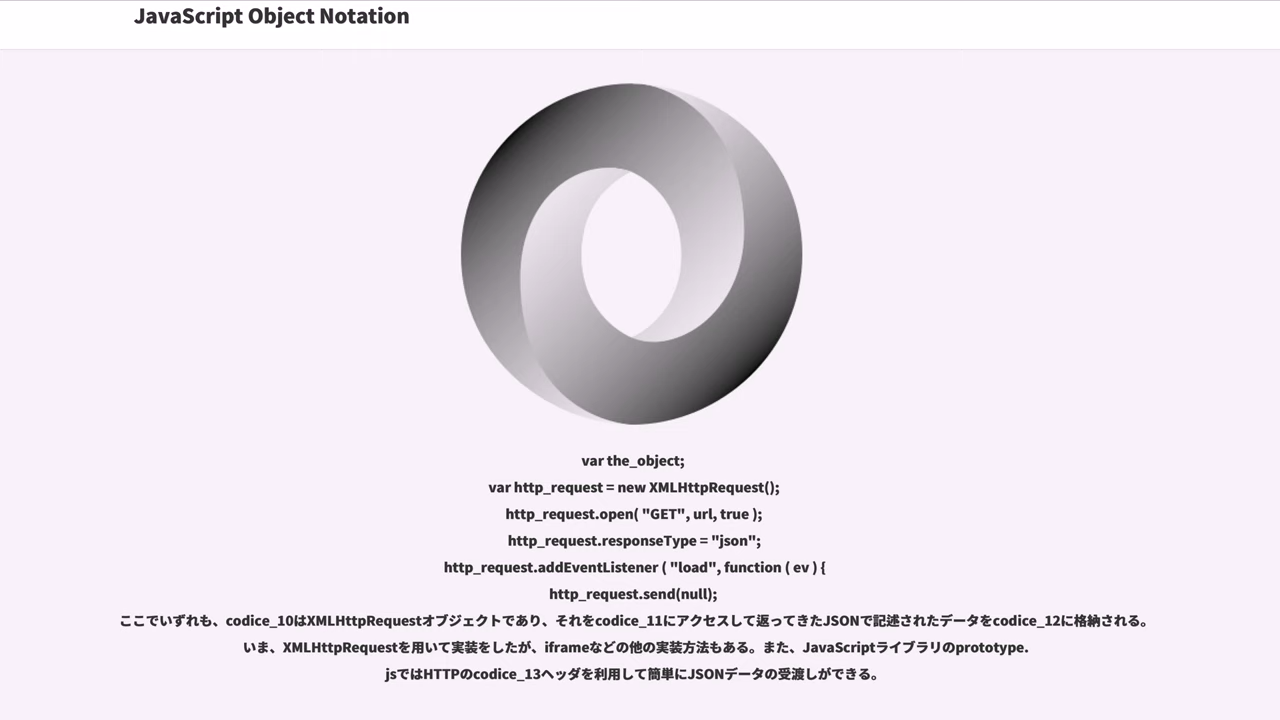 JavaScript Object Notation
var the_object;
var http_request = new XMLHttpRequest();
http_request.open( "GET", url, true );
http_request.responseType = "json";
http_request.addEventListener ( "load", function ( ev ) {
http_request.send(null);
ここでいずれも、codice_10はXMLHttpRequestオブジェクトであり、それをcodice_11にアクセスして返ってきたJSONで記述されたデータをcodice_12に格納される。
いま、XMLHttpRequestを用いて実装をしたが、iframeなどの他の実装方法もある。また、JavaScriptライブラリのprototype.
jsではHTTPのcodice_13ヘッダを利用して簡単にJSONデータの受渡しができる。